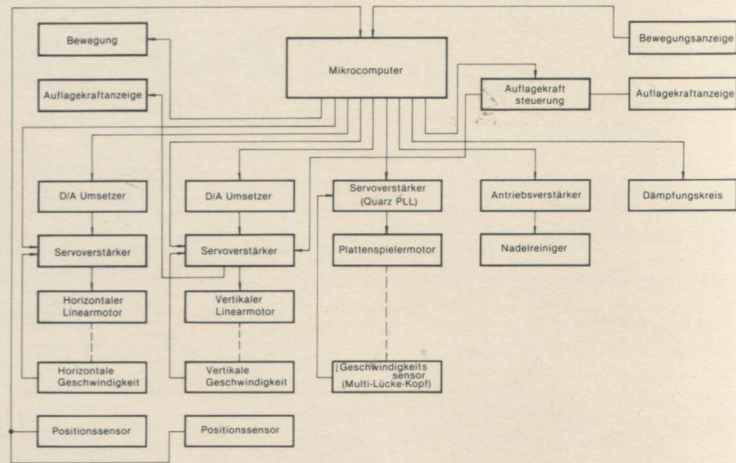 Bewegung
Mikrocomputer
Bewegungsanzeige
Auflagekraftanzeige
Auflagekraft
steuerung
Auflagekraftanzeige
D/A Umsetzer
D/A Umsetzer
Servoverstärker
(Quarz PLL)
Antriebsverstärker
Dämpfungskreis
Servoverstärker
Servoverstärker
Plattenspielermotor
Nadelreiniger
Horizontaler
Linearmotor
Vertikaler
Linearmotor
Horizontale
Geschwindigkeit
Vertikale
Geschwindigkeit
Geschwindigkeits
sensor
(Multi-Lücke-Kopf)
Positionssensor
Positionssensor